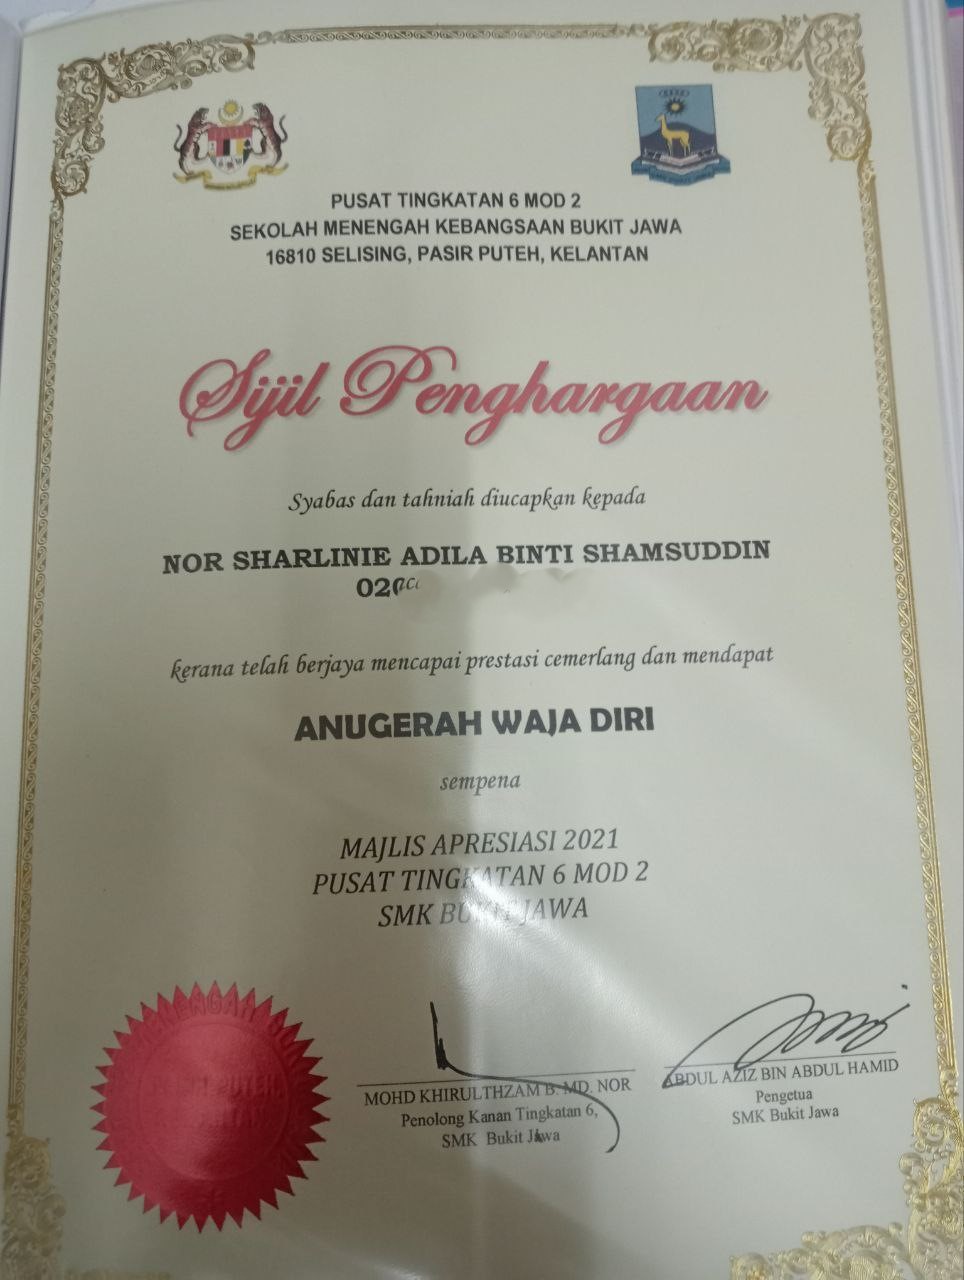 PUSAT TINGKATAN 6 MOD 2
SEKOLAH MENENGAH KEBANGSAAN BUKIT JAWA
16810 SELISING, PASIR PUTEH, KELANTAN
Sijil Penghargaan
Syabas dan tahniah diucapkan kepada
NOR SHARLINIE ADILA BINTI SHAMSUDDIN
020
kerana telah berjaya mencapai prestasi cemerlang dan mendapat
ANUGERAH WAJA DIRI
sempena
MAJLIS APRESIASI 2021
PUSAT TINGKATAN 6 MOD 2
SMK BUKIT JAWA
MOHD KHIRULTHZAM B. MD. NOR
Penolong Kanan Tingkatan 6,
SMK Bukit Jawa
ABDUL AZIZ BIN ABDUL HAMID
Pengetua
SMK Bukit Jawa